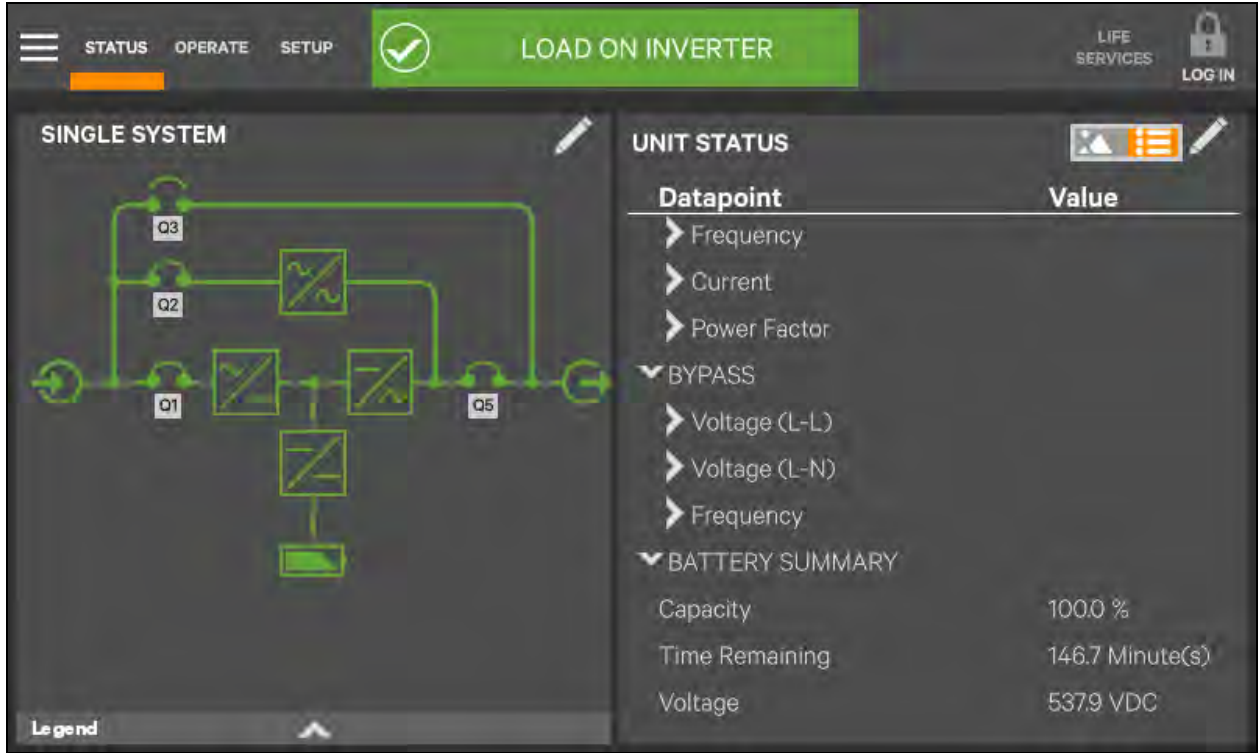 STATUS OPERATE SETUP LOAD ON INVERTER LIFE
SERVICES
LOG IN
SINGLE SYSTEM
Q3
Q2
Q1 Q5
Legend
UNIT STATUS
Datapoint Value
Frequency
Current
Power Factor
BYPASS
Voltage (L-L)
Voltage (L-N)
Frequency
BATTERY SUMMARY
Capacity 100.0 %
Time Remaining 146.7 Minute(s)
Voltage 537.9 VDC